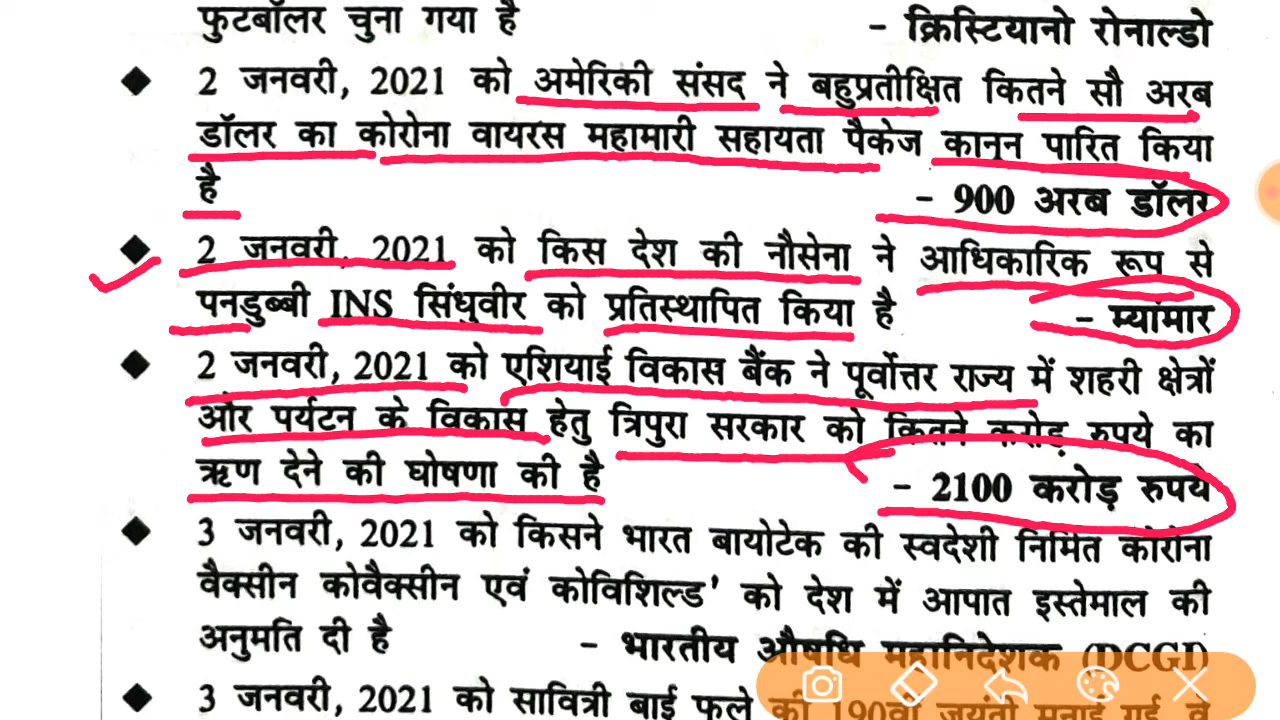 फुटबॉलर चुना गया है - क्रिस्टियानो रोनाल्डो
◆ 2 जनवरी, 2021 को अमेरिकी संसद ने बहुप्रतीक्षित कितने सौ अरब
डॉलर का कोरोना वायरस महामारी सहायता पैकेज कानून पारित किया
है - 900 अरब डॉलर
◆ 2 जनवरी, 2021 को किस देश की नौसेना ने आधिकारिक रूप से
पनडुब्बी INS सिंधुवीर को प्रतिस्थापित किया है - म्यांमार
◆ 2 जनवरी, 2021 को एशियाई विकास बैंक ने पूर्वोत्तर राज्य में शहरी क्षेत्रों
और पर्यटन के विकास हेतु त्रिपुरा सरकार को कितने करोड़ रुपये का
ऋण देने की घोषणा की है - 2100 करोड़ रुपये
◆ 3 जनवरी, 2021 को किसने भारत बायोटेक की स्वदेशी निर्मित कोरोना
वैक्सीन कोवैक्सीन एवं कोविशिल्ड' को देश में आपात इस्तेमाल की
अनुमति दी है - भारतीय औषधि महानिदेशक (DCGI)
◆ 3 जनवरी, 2021 को सावित्री बाई फूले की 190वीं जयंती मनाई गई, वे